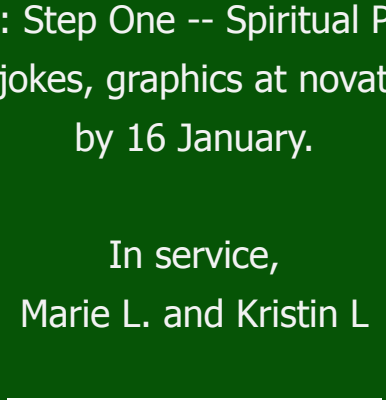 : Step One -- Spiritual P
jokes, graphics at novat
by 16 January.
In service,
Marie L. and Kristin L